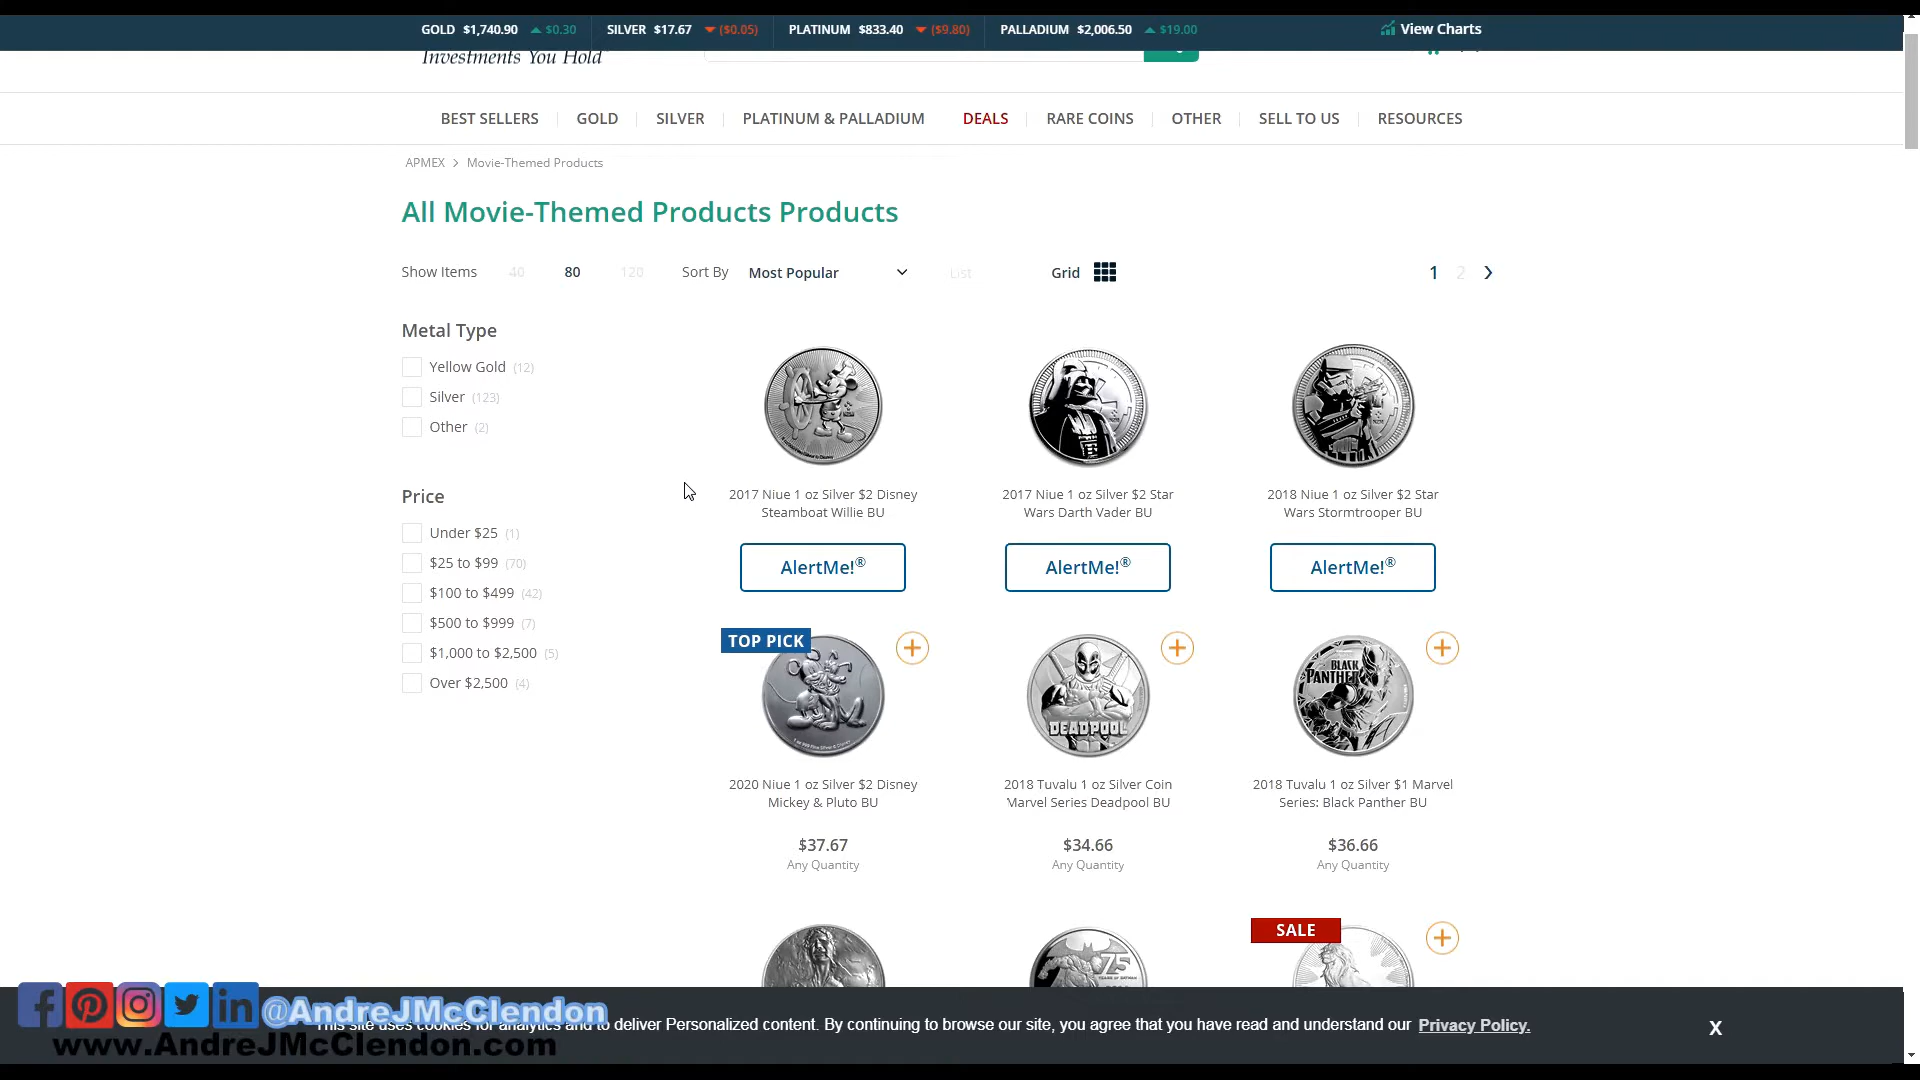 GOLD $1,740.90 $0.30 SILVER $17.67 ($0.05) PLATINUM $833.40 ($9.80) PALLADIUM $2,006.50 $19.00 View Charts
Investments You Hold
BEST SELLERS GOLD SILVER PLATINUM & PALLADIUM DEALS RARE COINS OTHER SELL TO US RESOURCES
APMEX > Movie-Themed Products
All Movie-Themed Products Products
Show Items 40 80 120 Sort By Most Popular List Grid 1 2 >
Metal Type
Yellow Gold (12)
Silver (123)
Other (2)
Price
Under $25 (1)
$25 to $99 (70)
$100 to $499 (42)
$500 to $999 (7)
$1,000 to $2,500 (5)
Over $2,500 (4)
2017 Niue 1 oz Silver $2 Disney
Steamboat Willie BU
AlertMe!®
2017 Niue 1 oz Silver $2 Star
Wars Darth Vader BU
AlertMe!®
2018 Niue 1 oz Silver $2 Star
Wars Stormtrooper BU
AlertMe!®
TOP PICK
2020 Niue 1 oz Silver $2 Disney
Mickey & Pluto BU
$37.67
Any Quantity
DEADPOOL
2018 Tuvalu 1 oz Silver Coin
Marvel Series Deadpool BU
$34.66
Any Quantity
BLACK
PANTHER
2018 Tuvalu 1 oz Silver $1 Marvel
Series: Black Panther BU
$36.66
Any Quantity
75
SALE
@AndreJMcClendon
This site uses cookies for analytics and to deliver Personalized content. By continuing to browse our site, you agree that you have read and understand our Privacy Policy. X
www.AndreJMcClendon.com